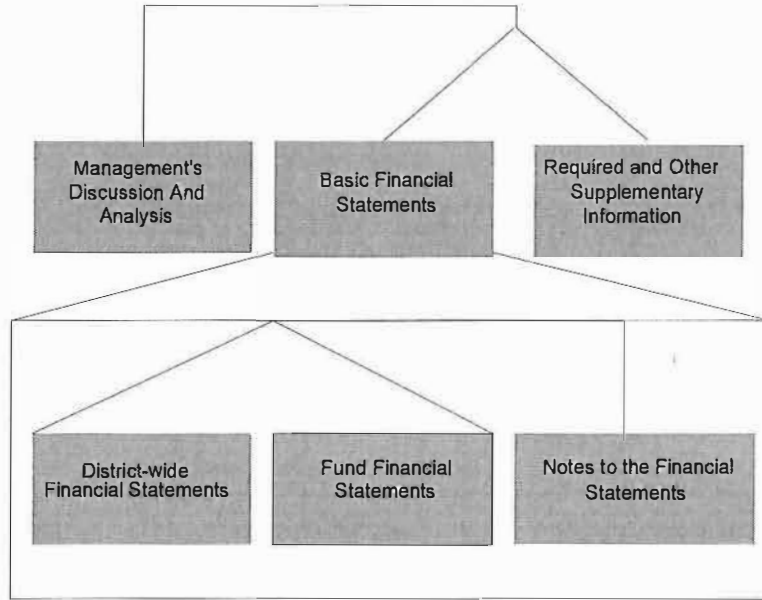 Management's
Discussion And
Analysis
Basic Financial
Statements
Required and Other
Supplementary
Information
District-wide
Financial Statements
Fund Financial
Statements
Notes to the Financial
Statements